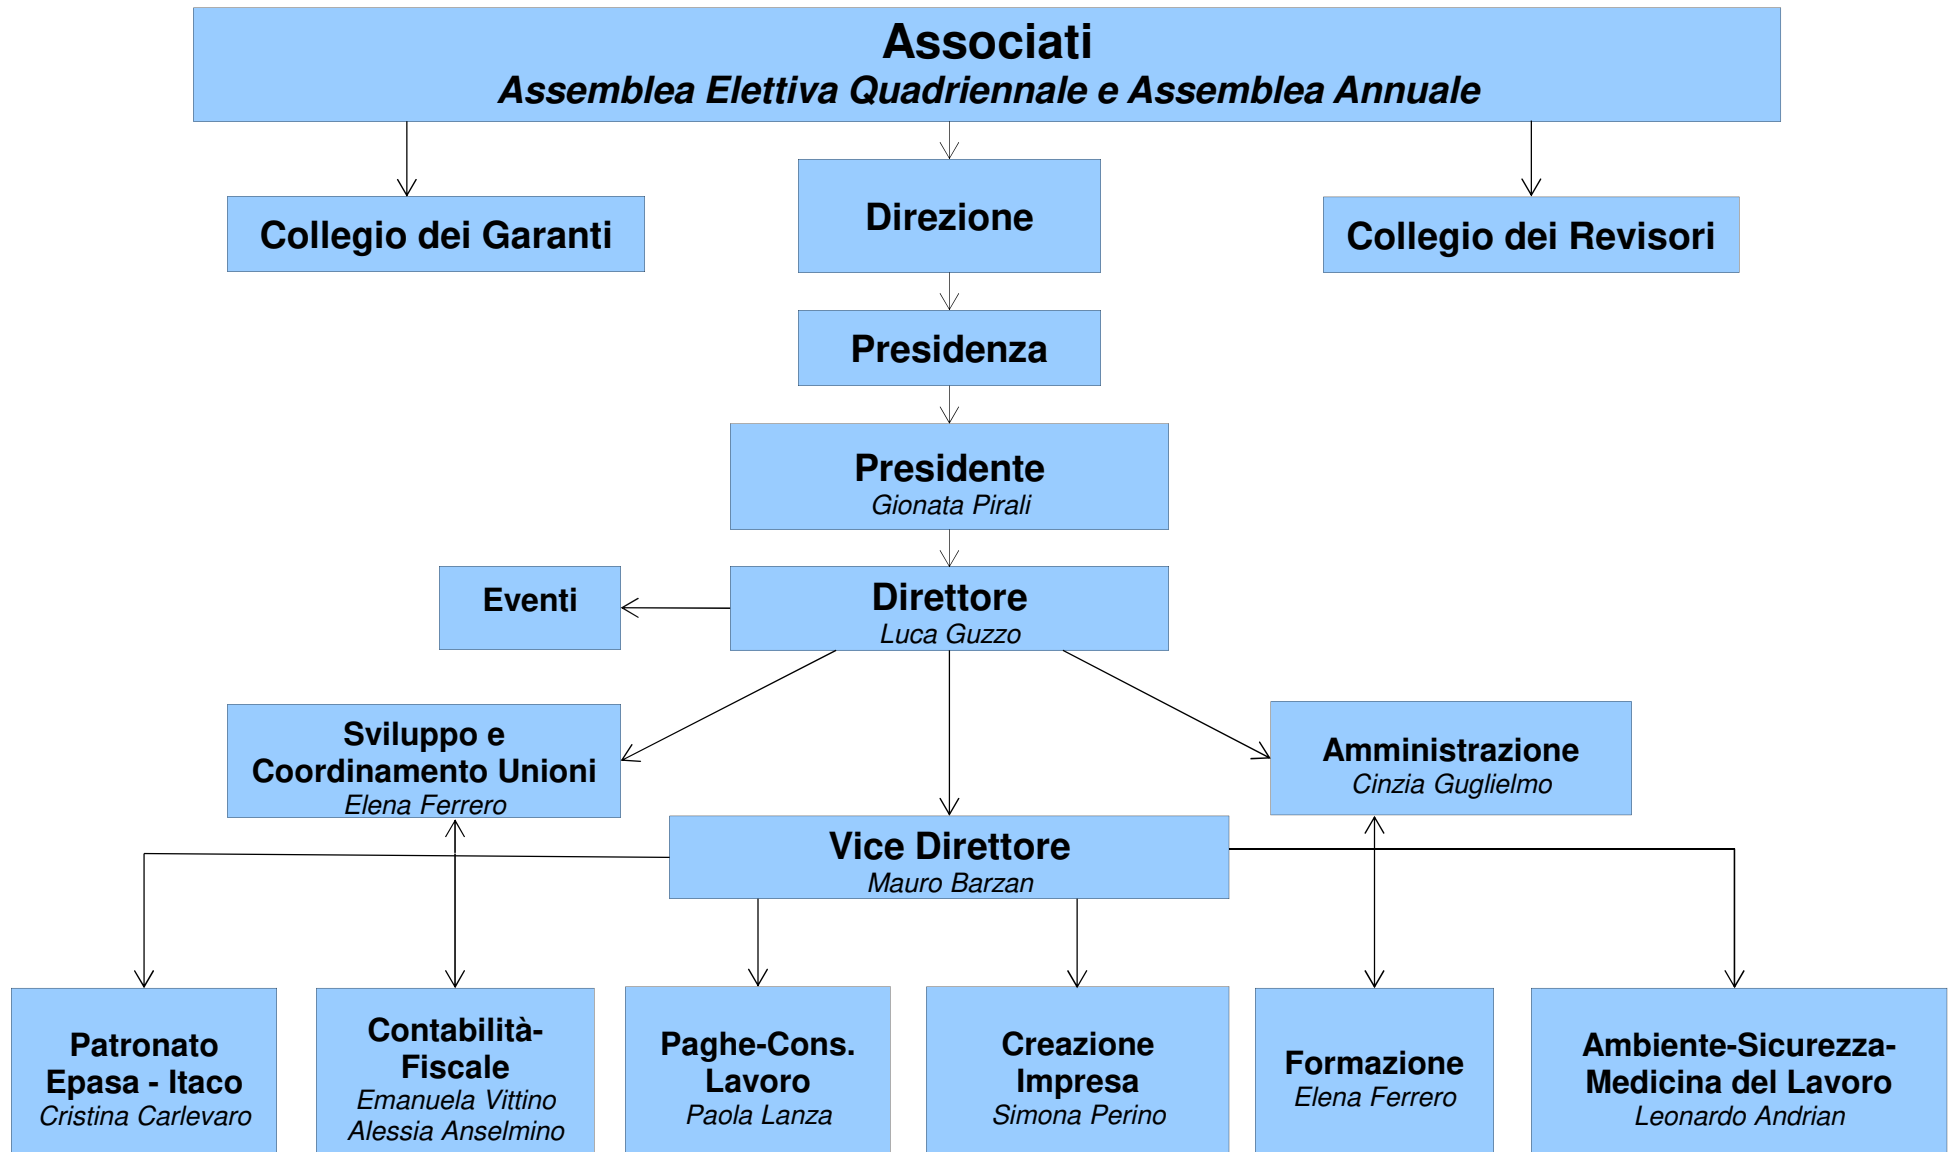 Associati
Assemblea Elettiva Quadriennale e Assemblea Annuale
Collegio dei Garanti
Direzione
Collegio dei Revisori
Presidenza
Presidente
Gionata Pirali
Eventi
Direttore
Luca Guzzo
Sviluppo e
Coordinamento Unioni
Elena Ferrero
Amministrazione
Cinzia Guglielmo
Vice Direttore
Mauro Barzan
Patronato
Epasa - Itaco
Cristina Carlevaro
Contabilità-
Fiscale
Emanuela Vittino
Alessia Anselmino
Paghe-Cons.
Lavoro
Paola Lanza
Creazione
Impresa
Simona Perino
Formazione
Elena Ferrero
Ambiente-Sicurezza-
Medicina del Lavoro
Leonardo Andrian